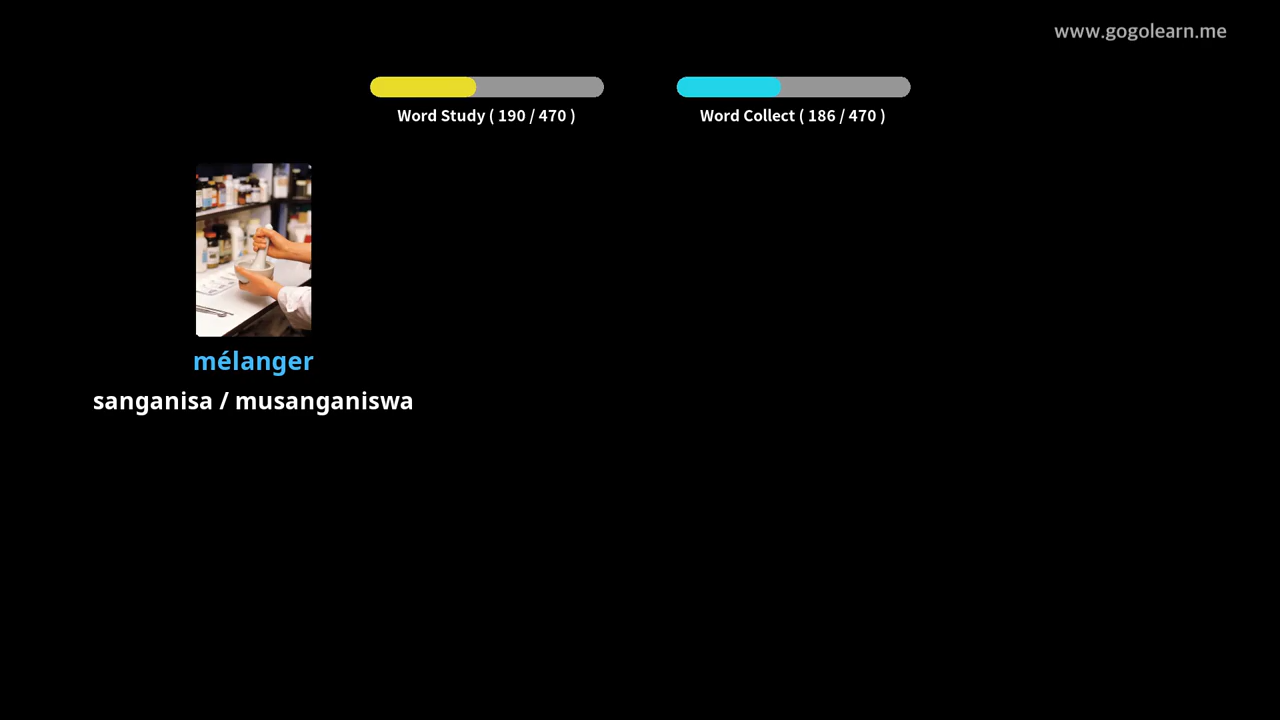 www.gogolearn.me
Word Study ( 190 / 470 )
Word Collect ( 186 / 470 )
mélanger
sanganisa / musanganiswa